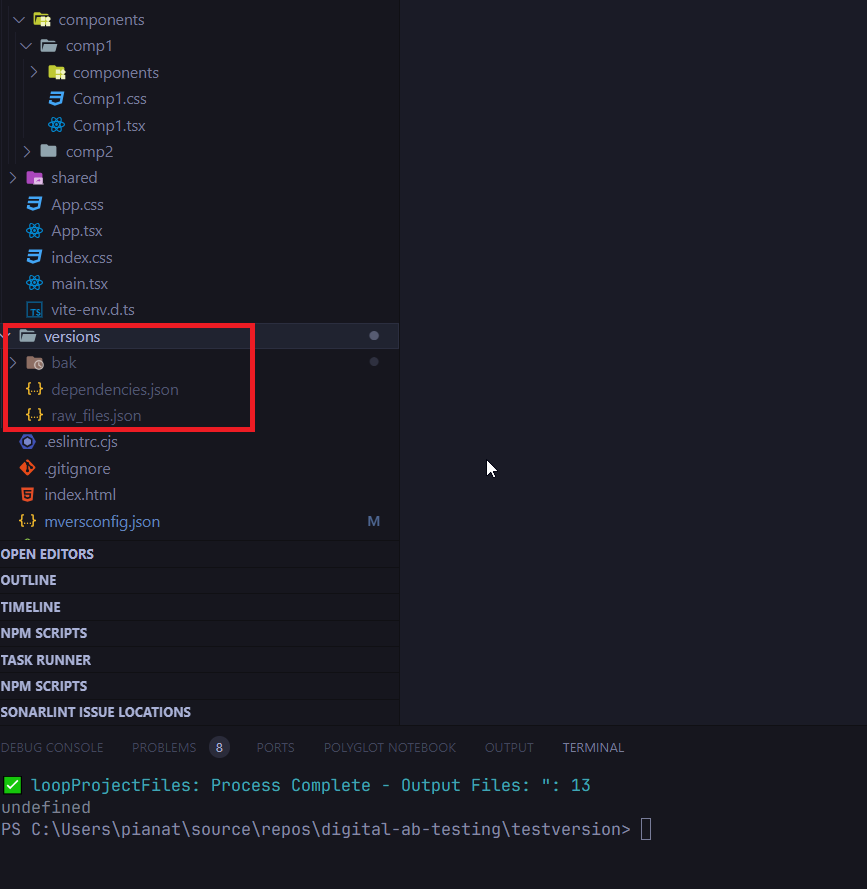 components
comp1
components
Comp1.css
Comp1.tsx
comp2
shared
App.css
App.tsx
index.css
main.tsx
TS vite-env.d.ts
versions
bak
{..} dependencies.json
{..} raw_files.json
.eslintrc.cjs
.gitignore
index.html
{..} mversconfig.json M
OPEN EDITORS
OUTLINE
TIMELINE
NPM SCRIPTS
TASK RUNNER
NPM SCRIPTS
SONARLINT ISSUE LOCATIONS
DEBUG CONSOLE PROBLEMS 8 PORTS POLYGLOT NOTEBOOK OUTPUT TERMINAL
✅ loopProjectFiles: Process Complete - Output Files: ": 13
undefined
PS C:\Users\pianat\source\repos\digital-ab-testing\testversion>